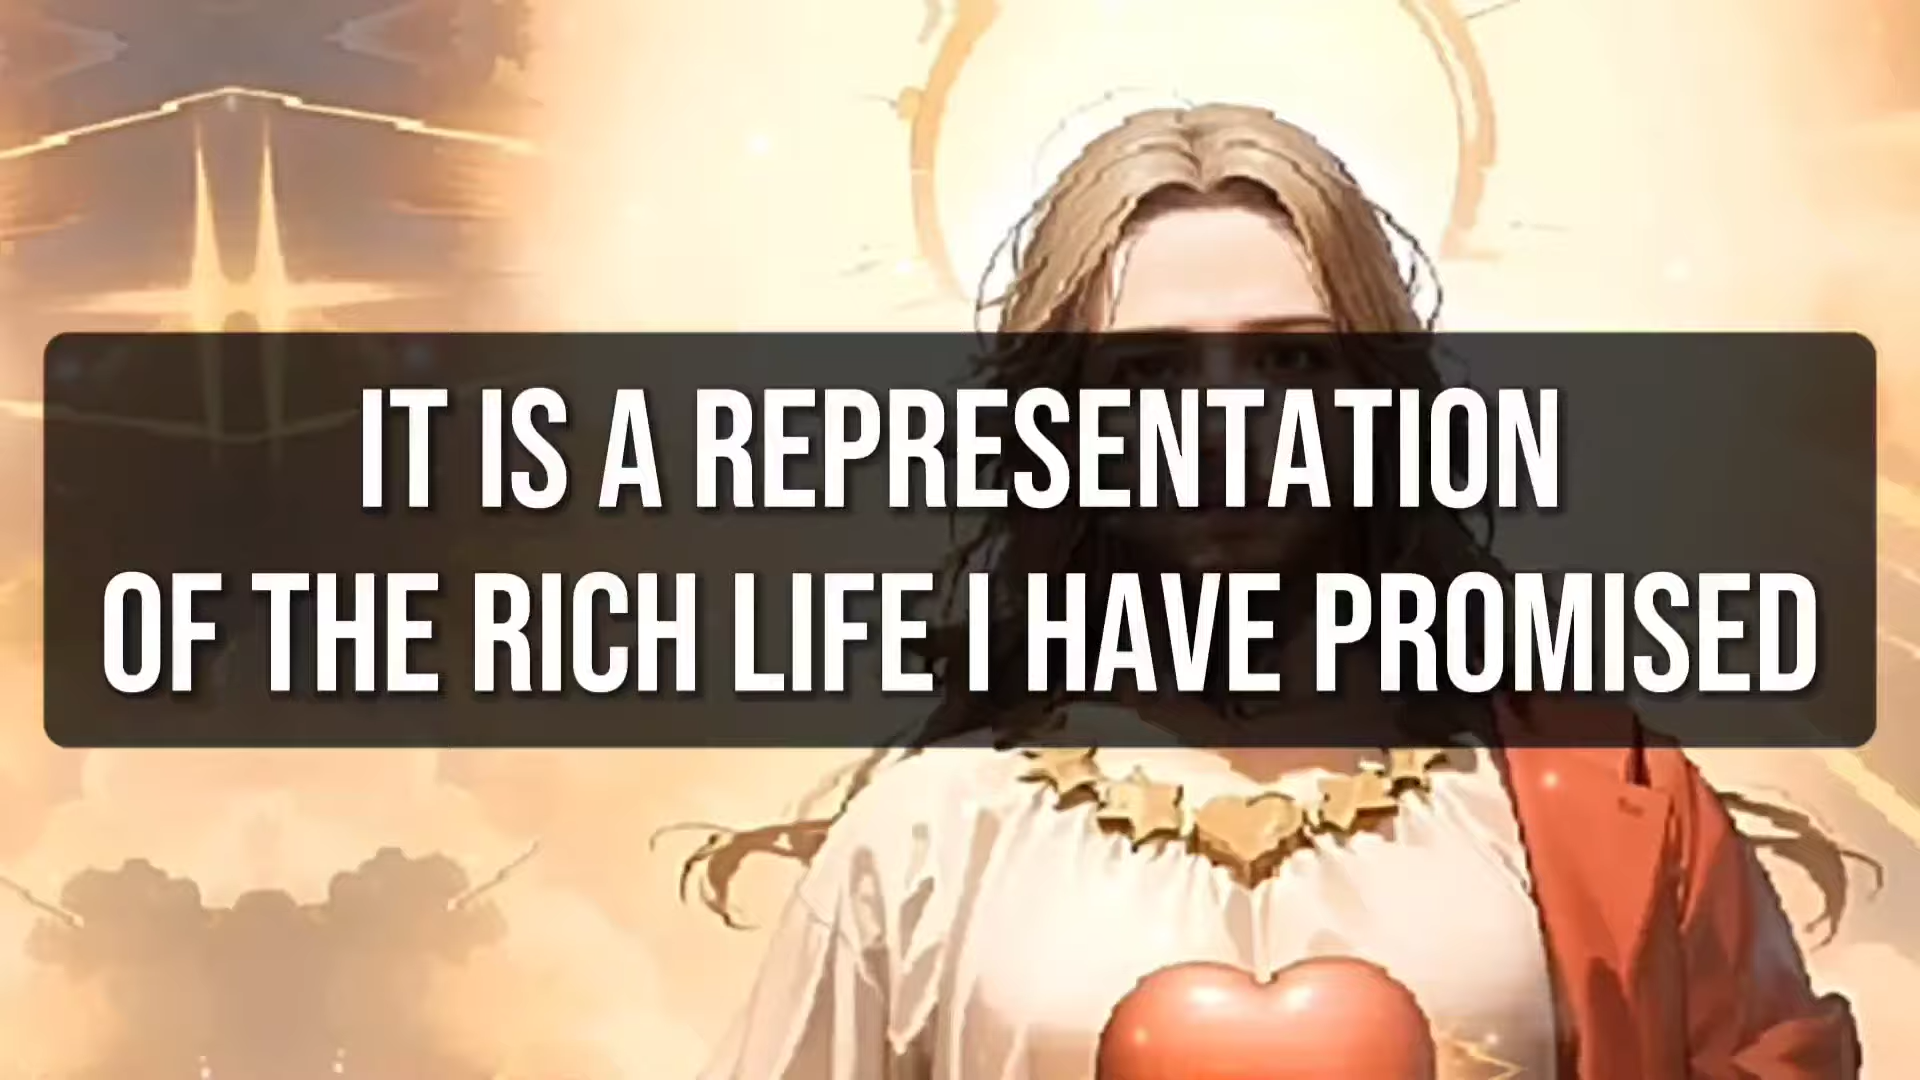 IT IS A REPRESENTATION
OF THE RICH LIFE I HAVE PROMISED